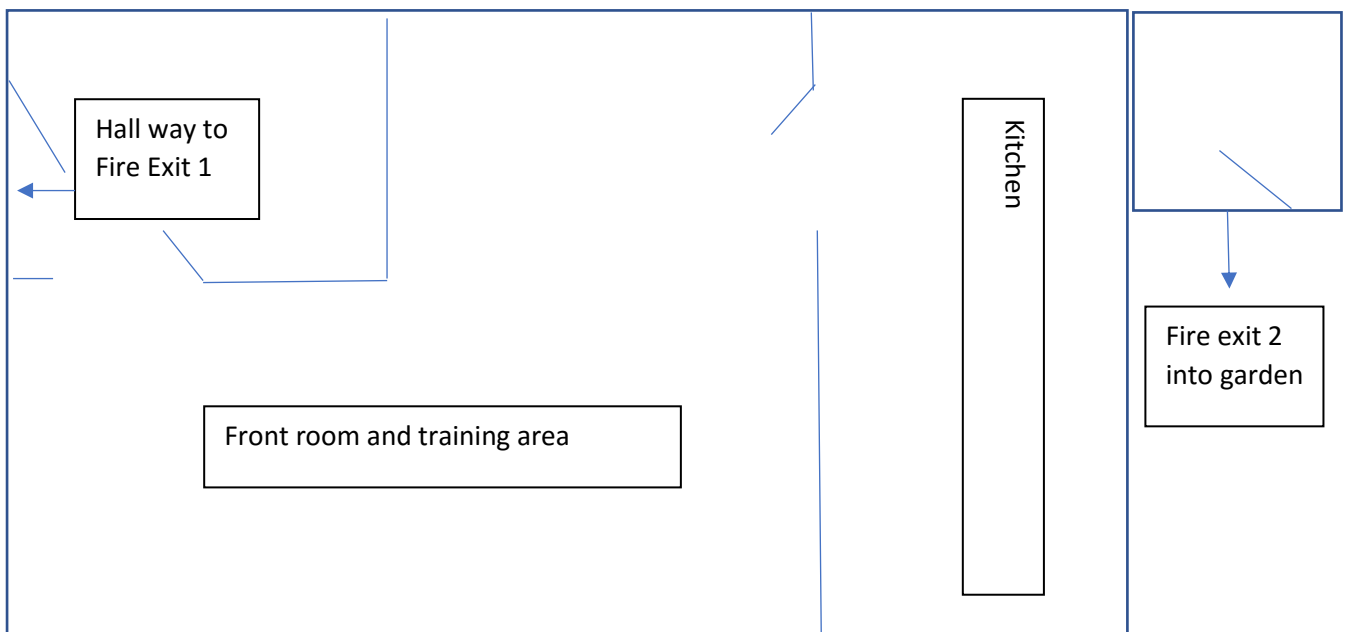 Hall way to
Fire Exit 1
Kitchen
Fire exit 2
into garden
Front room and training area